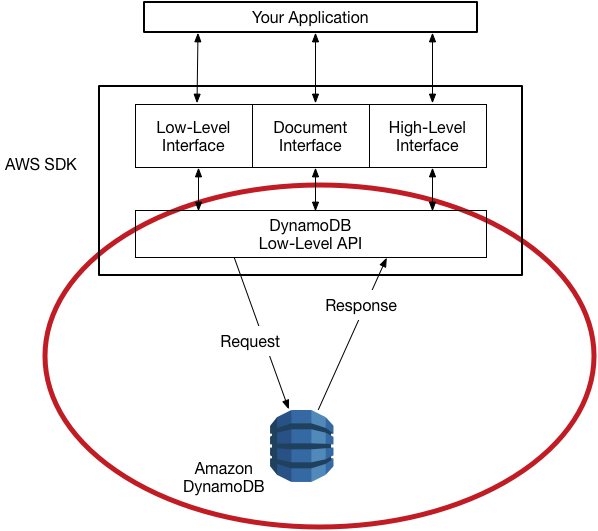 Your Application
Low-Level
Interface
Document
Interface
High-Level
Interface
AWS SDK
DynamoDB
Low-Level API
Response
Request
Amazon
DynamoDB